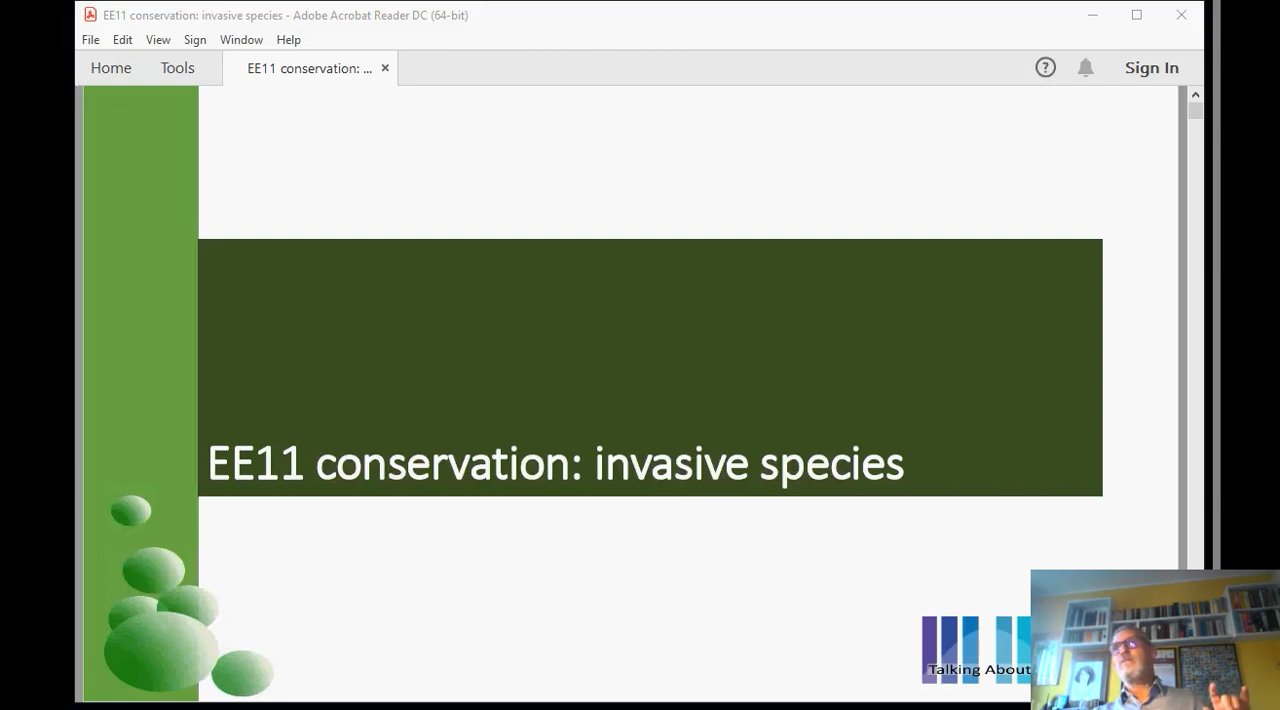 EE11 conservation: invasive species - Adobe Acrobat Reader DC (64-bit)
File Edit View Sign Window Help
Home Tools EE11 conservation: ... × ? Sign In
EE11 conservation: invasive species
Talking About